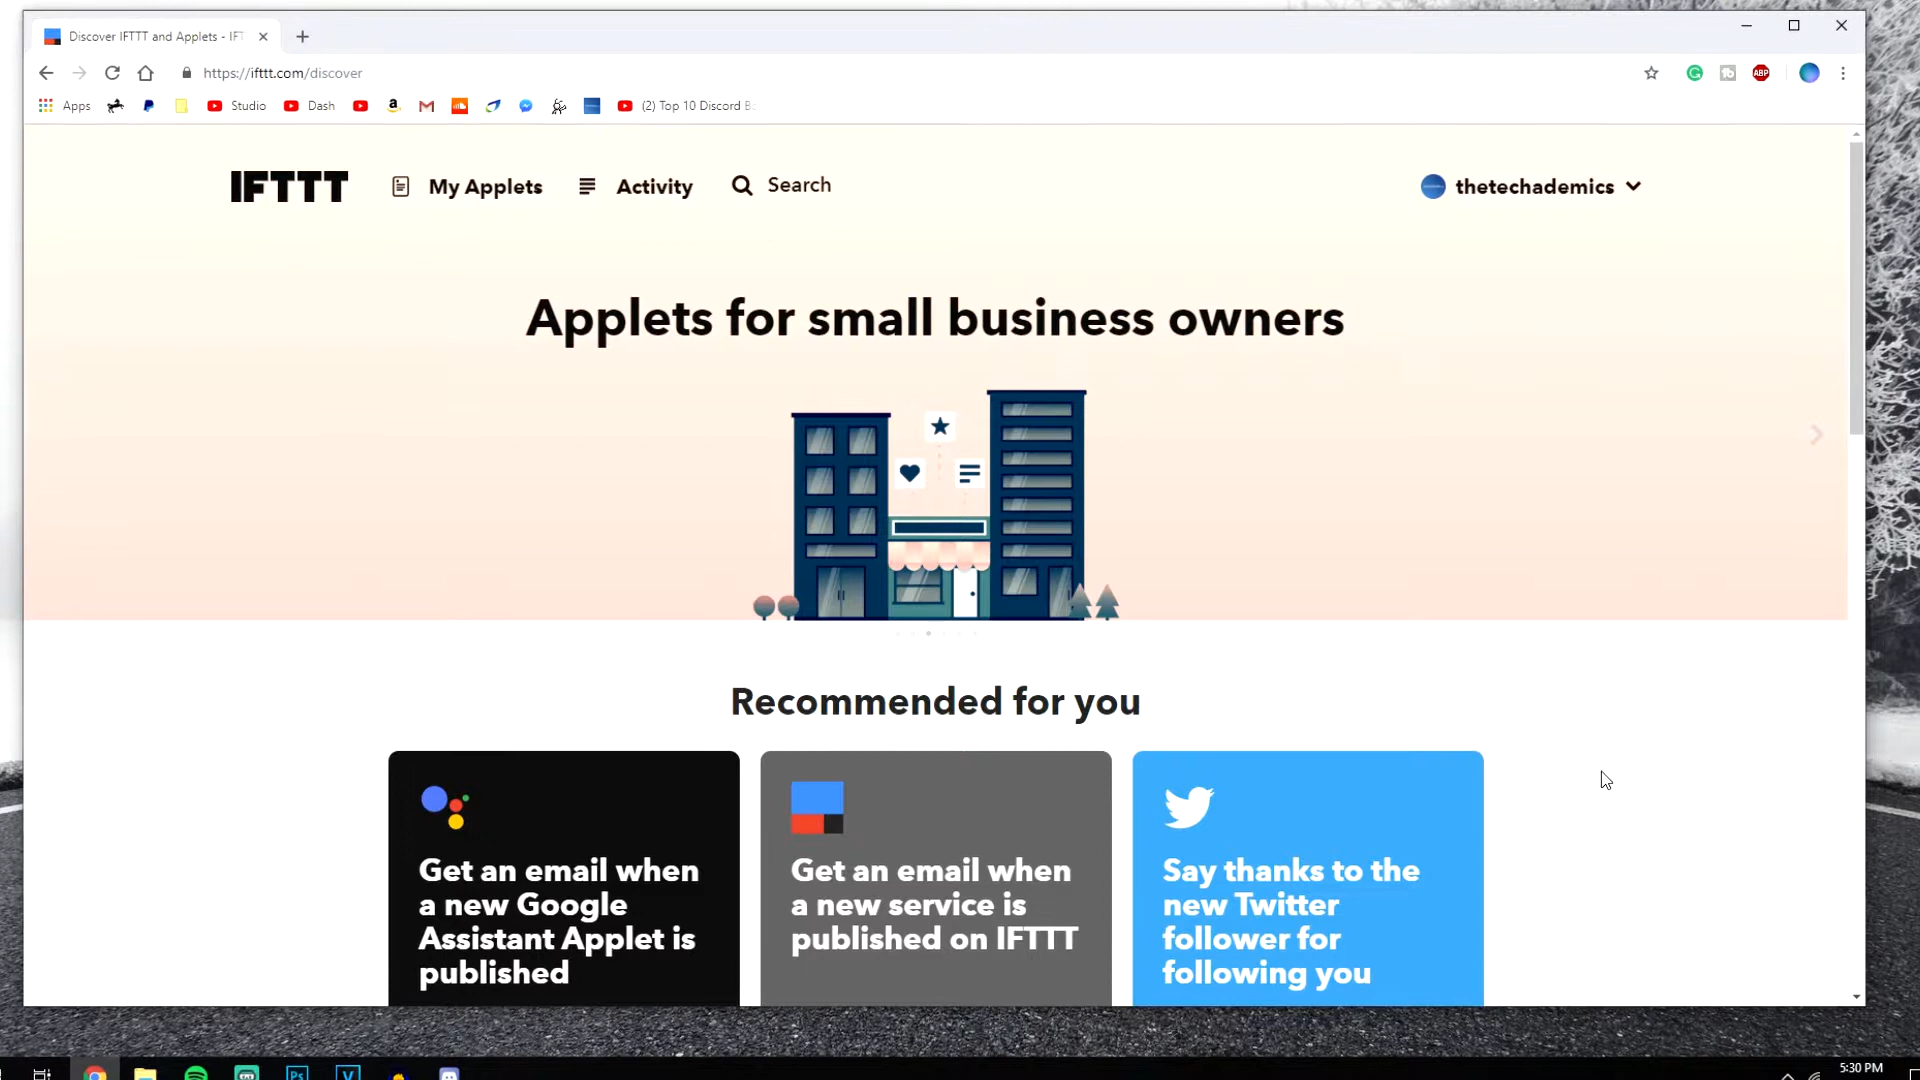 Discover IFTTT and Applets - IFT
https://ifttt.com/discover
Apps
Studio
Dash
a
(2) Top 10 Discord B
ABP
IFTTT
My Applets
Activity
Search
thetechademics
Applets for small business owners
Recommended for you
Get an email when
a new Google
Assistant Applet is
published
Get an email when
a new service is
published on IFTTT
Say thanks to the
new Twitter
follower for
following you
Ps
V
5:30 PM